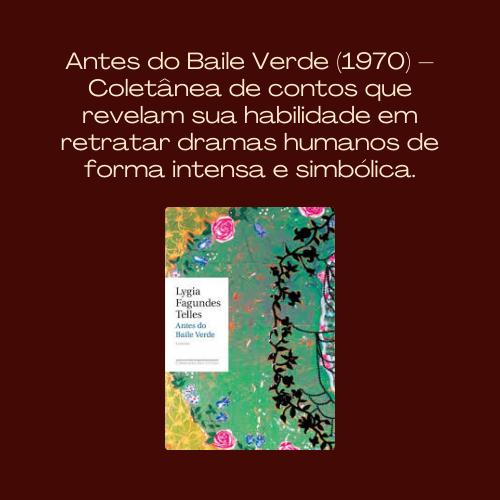 Antes do Baile Verde (1970) –
Coletânea de contos que
revelam sua habilidade em
retratar dramas humanos de
forma intensa e simbólica.
Lygia
Fagundes
Telles
Antes do
Baile Verde